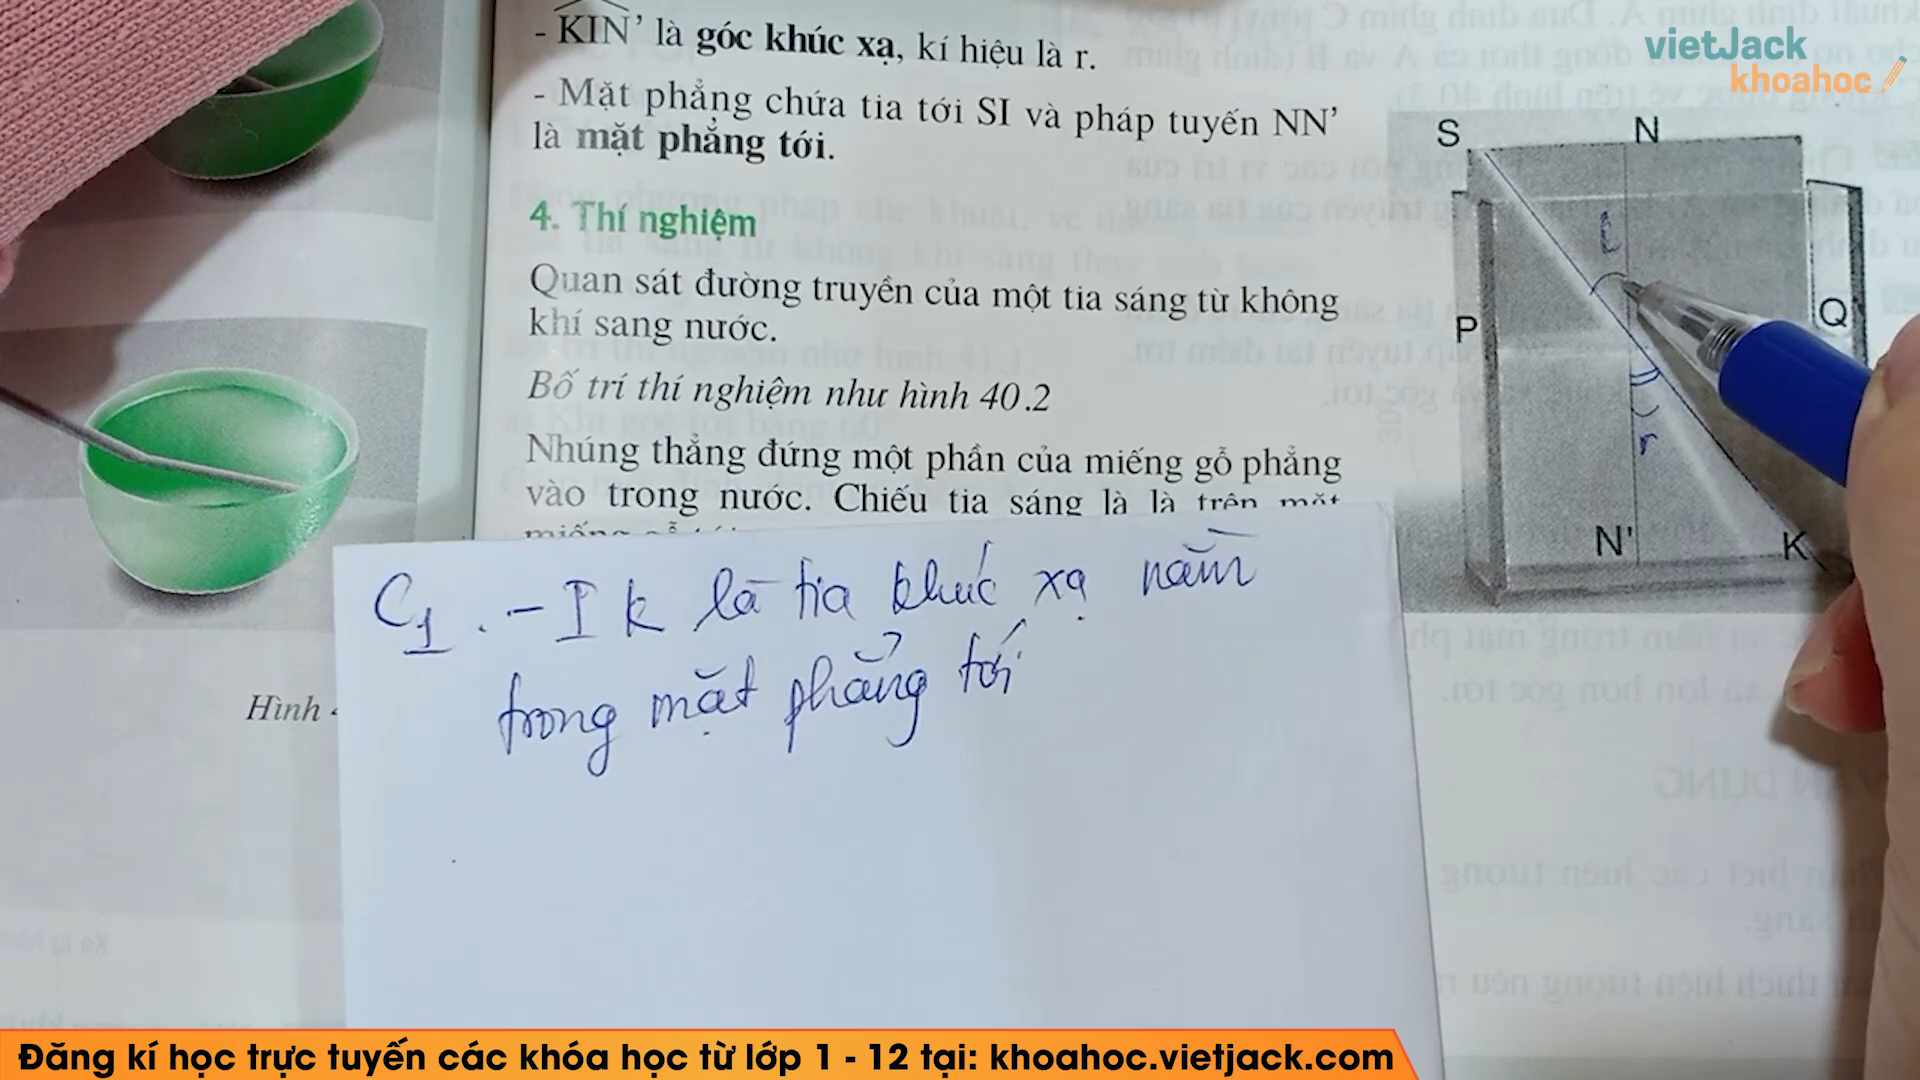 - KIN' là góc khúc xạ, kí hiệu là r.
- Mặt phẳng chứa tia tới SI và pháp tuyến NN'
là mặt phẳng tới.
4. Thí nghiệm
Quan sát đường truyền của một tia sáng từ không
khí sang nước.
Bố trí thí nghiệm như hình 40.2
Nhúng thẳng đứng một phần của miếng gỗ phẳng
vào trong nước. Chiếu tia sáng là là trên mặt
miếng gỗ
vietJack
khoahoc
S
N
i
P
Q
r
N'
K
Hình
C1. - I k là tia khúc xạ nằm
trong mặt phẳng tới
Đăng kí học trực tuyến các khóa học từ lớp 1 - 12 tại: khoahoc.vietjack.com